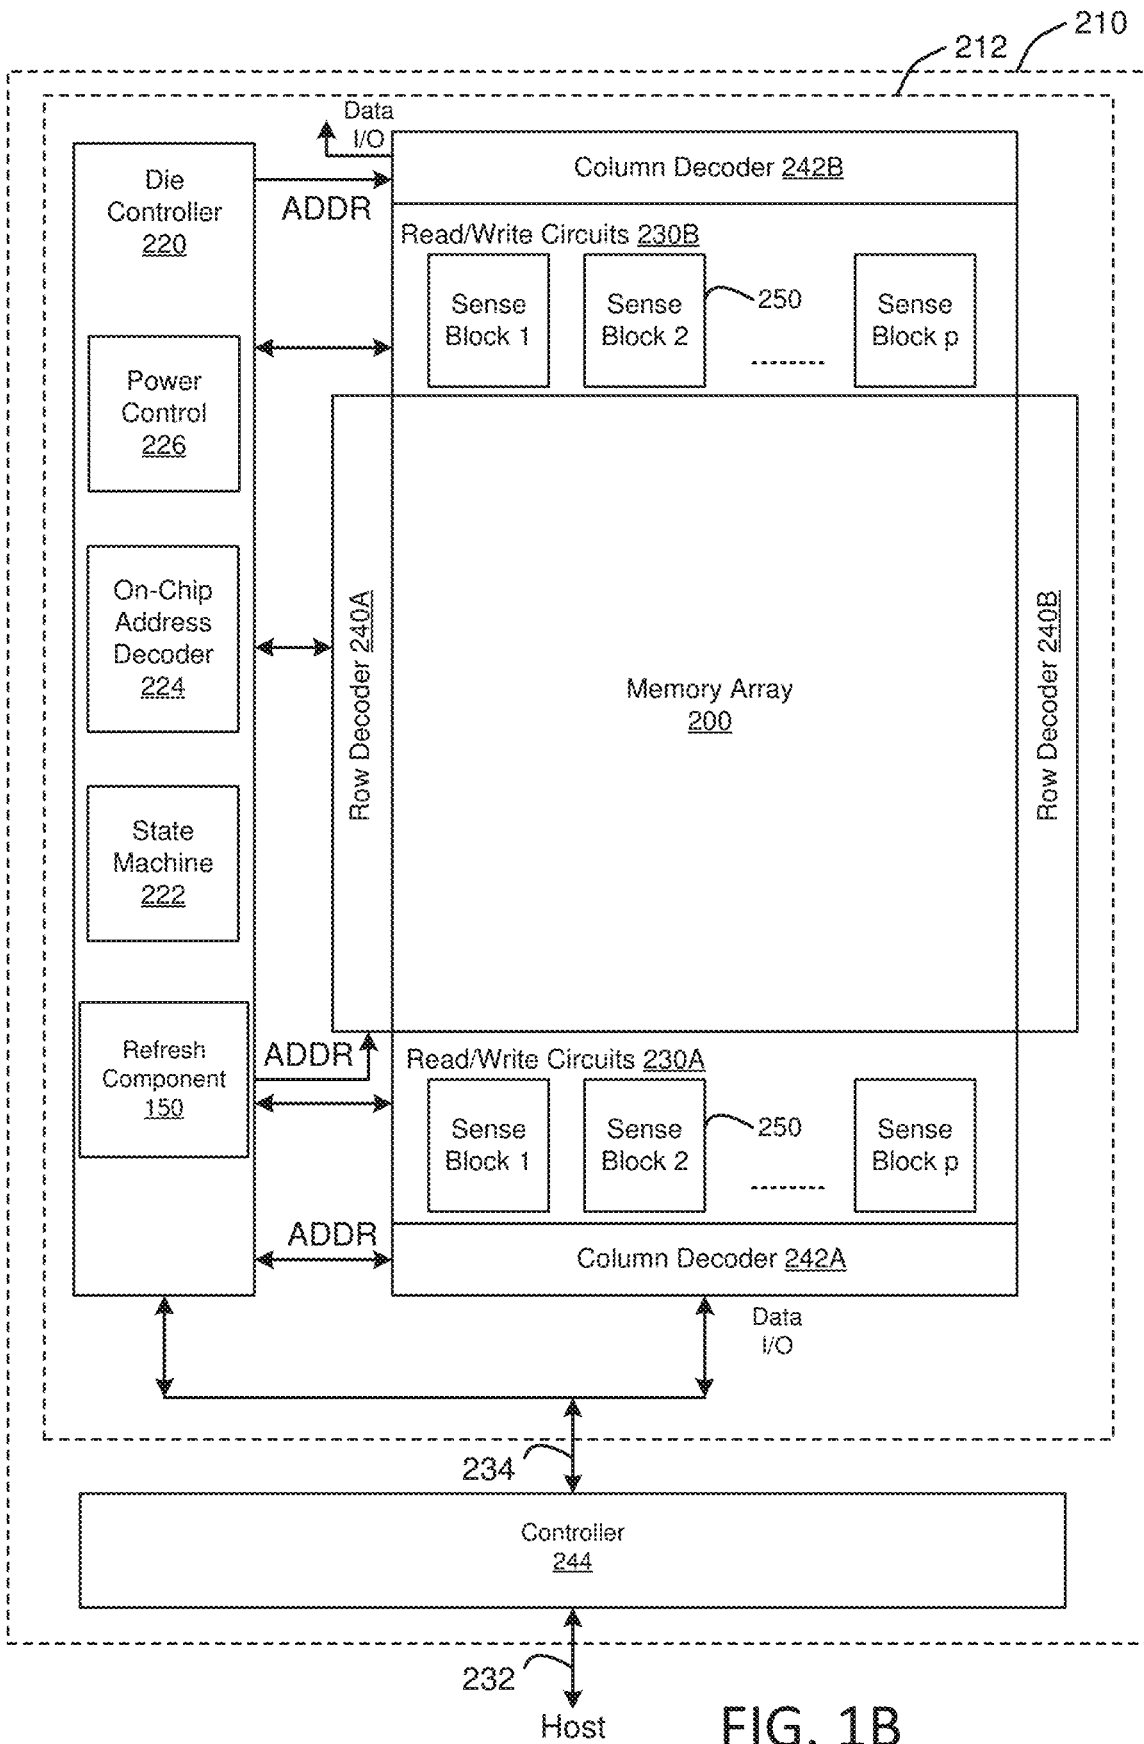 210
212
Data
I/O
Die
Controller
220
ADDR
Column Decoder 242B
Read/Write Circuits 230B
Sense
Block 1
Sense
Block 2
250
Sense
Block p
Power
Control
226
On-Chip
Address
Decoder
224
Row Decoder 240A
Memory Array
200
Row Decoder 240B
State
Machine
222
Refresh
Component
150
ADDR
Read/Write Circuits 230A
Sense
Block 1
Sense
Block 2
250
Sense
Block p
ADDR
Column Decoder 242A
Data
I/O
234
Controller
244
232
Host
FIG. 1B